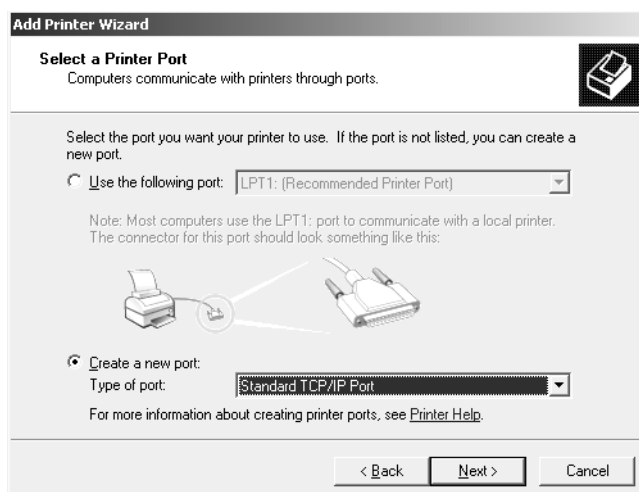 Add Printer Wizard
Select a Printer Port
Computers communicate with printers through ports.
Select the port you want your printer to use. If the port is not listed, you can create a
new port.
Use the following port: LPT1: (Recommended Printer Port)
Note: Most computers use the LPT1: port to communicate with a local printer.
The connector for this port should look something like this:
Create a new port:
Type of port: Standard TCP/IP Port
For more information about creating printer ports, see Printer Help.
< Back Next > Cancel